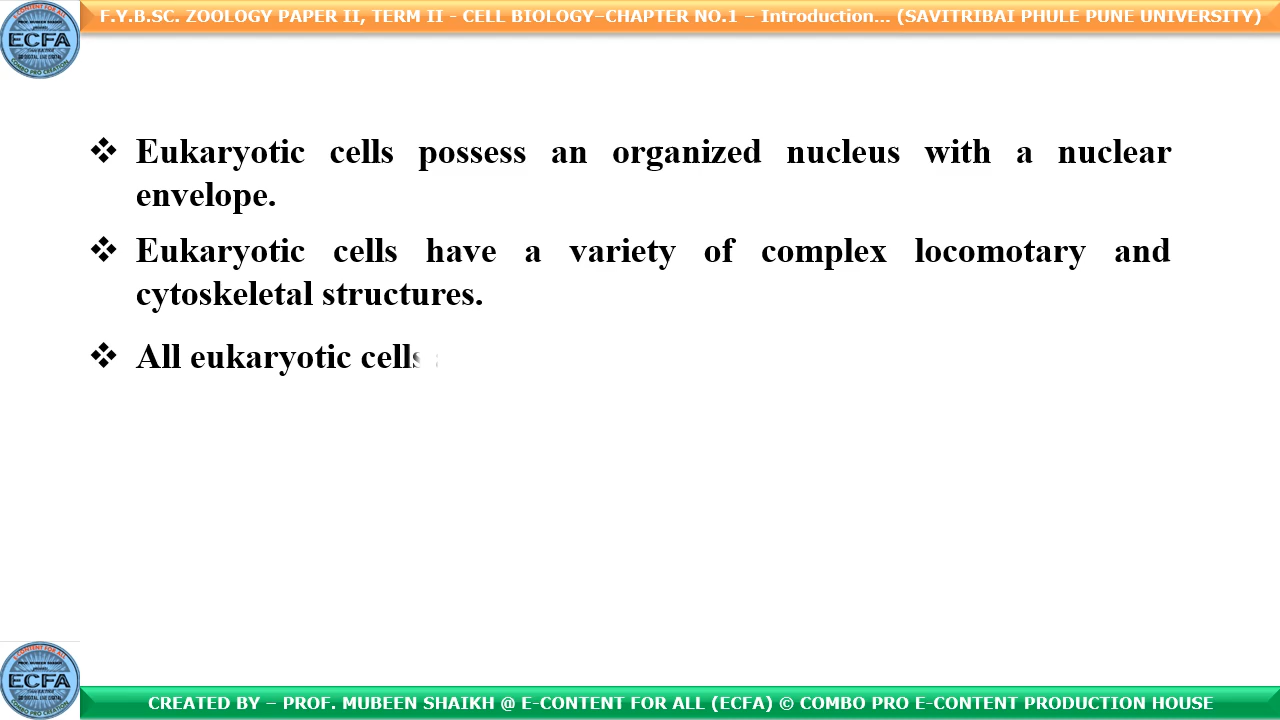 F.Y.B.SC. ZOOLOGY PAPER II, TERM II - CELL BIOLOGY–CHAPTER NO.1 – Introduction... (SAVITRIBAI PHULE PUNE UNIVERSITY)
ECFA
❖ Eukaryotic cells possess an organized nucleus with a nuclear
envelope.
❖ Eukaryotic cells have a variety of complex locomotary and
cytoskeletal structures.
❖ All eukaryotic cells
ECFA
CREATED BY – PROF. MUBEEN SHAIKH @ E-CONTENT FOR ALL (ECFA) © COMBO PRO E-CONTENT PRODUCTION HOUSE